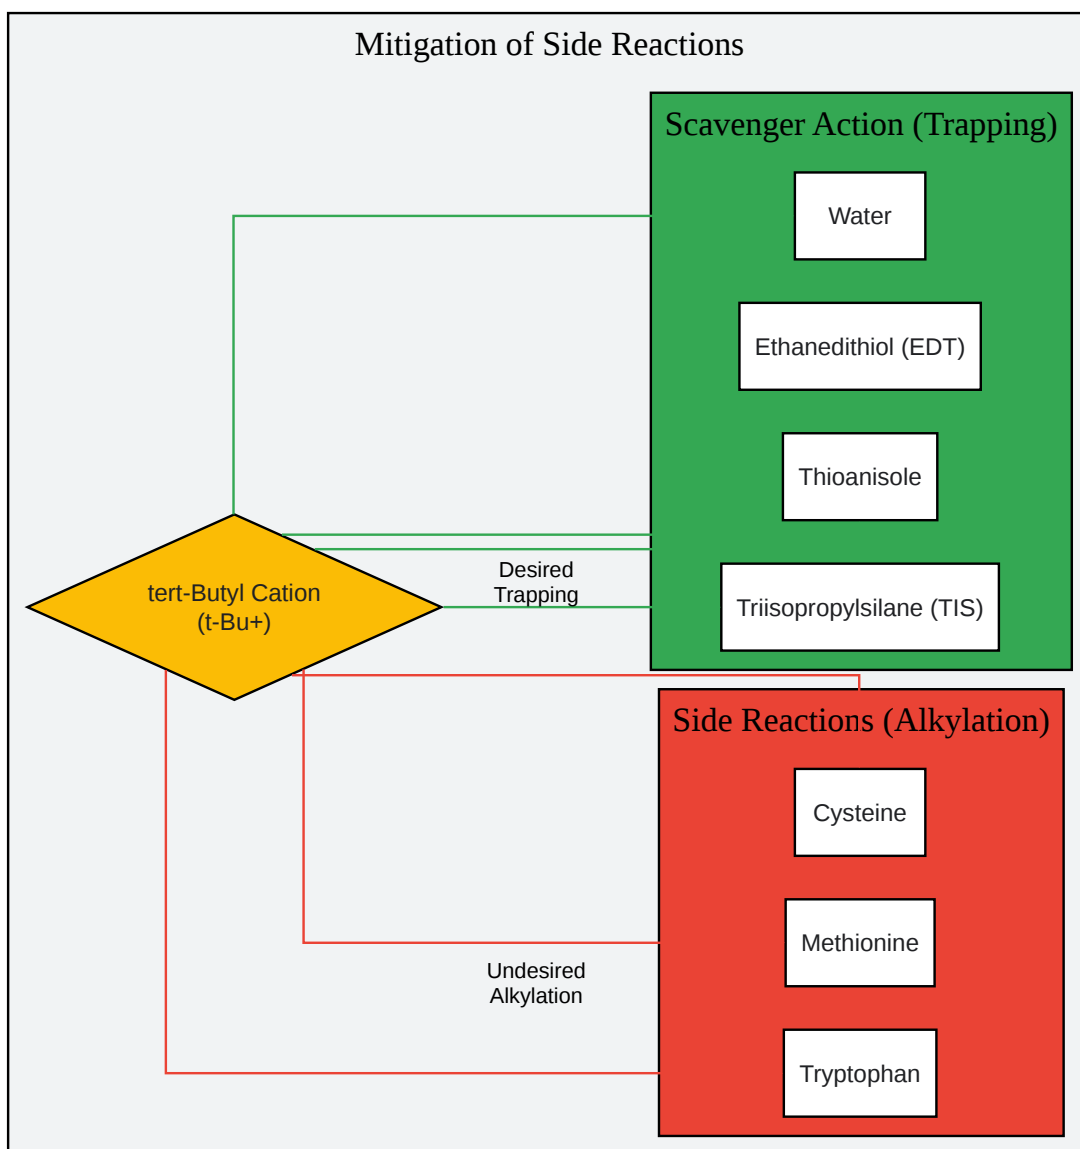 Mitigation of Side Reactions
Scavenger Action (Trapping)
Water
Ethanedithiol (EDT)
Thioanisole
Desired
Trapping
tert-Butyl Cation
(t-Bu+)
Triisopropylsilane (TIS)
Side Reactions (Alkylation)
Cysteine
Methionine
Undesired
Alkylation
Tryptophan